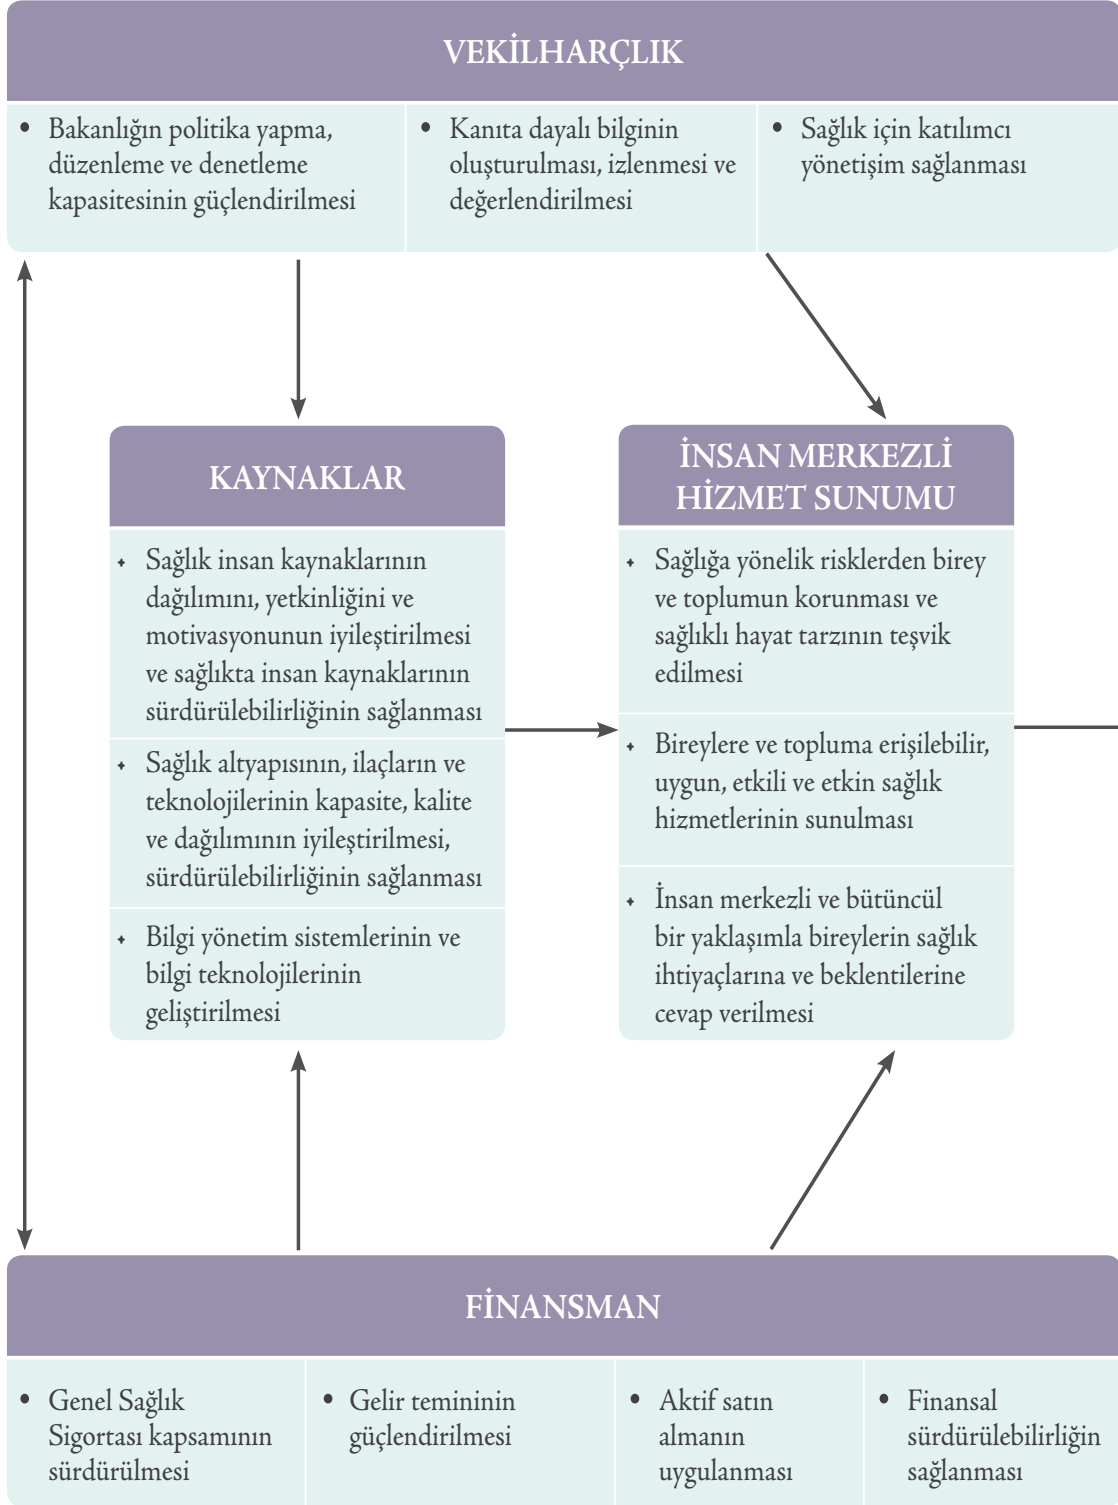 VEKİLHARÇLIK
• Bakanlığın politika yapma,
düzenleme ve denetleme
kapasitesinin güçlendirilmesi
• Kanıta dayalı bilginin
oluşturulması, izlenmesi ve
değerlendirilmesi
• Sağlık için katılımcı
yönetişim sağlanması
KAYNAKLAR
Sağlık insan kaynaklarının
dağılımını, yetkinliğini ve
motivasyonunun iyileştirilmesi
ve sağlıkta insan kaynaklarının
sürdürülebilirliğinin sağlanması
Sağlık altyapısının, ilaçların ve
teknolojilerinin kapasite, kalite
ve dağılımının iyileştirilmesi,
sürdürülebilirliğinin sağlanması
Bilgi yönetim sistemlerinin ve
bilgi teknolojilerinin
geliştirilmesi
İNSAN MERKEZLİ
HİZMET SUNUMU
Sağlığa yönelik risklerden birey
ve toplumun korunması ve
sağlıklı hayat tarzının teşvik
edilmesi
Bireylere ve topluma erişilebilir,
uygun, etkili ve etkin sağlık
hizmetlerinin sunulması
İnsan merkezli ve bütüncül
bir yaklaşımla bireylerin sağlık
ihtiyaçlarına ve beklentilerine
cevap verilmesi
FİNANSMAN
• Genel Sağlık
Sigortası kapsamının
sürdürülmesi
• Gelir temininin
güçlendirilmesi
• Aktif satın
almanın
uygulanması
• Finansal
sürdürülebilirliğin
sağlanması